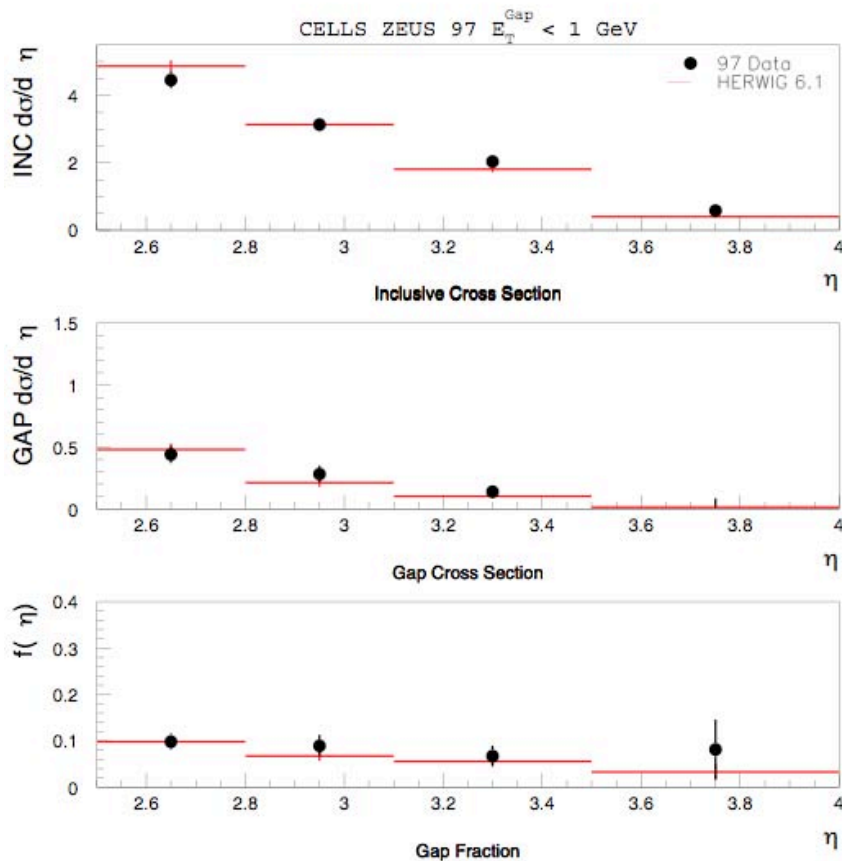 CELLS ZEUS 97 E_T^Gap < 1 GeV
INC dσ/d η
4
2
0
97 Data
HERWIG 6.1
2.6 2.8 3 3.2 3.4 3.6 3.8 4
η
Inclusive Cross Section
GAP dσ/d η
1.5
1
0.5
0
2.6 2.8 3 3.2 3.4 3.6 3.8 4
η
Gap Cross Section
f( η)
0.4
0.3
0.2
0.1
0
2.6 2.8 3 3.2 3.4 3.6 3.8 4
η
Gap Fraction